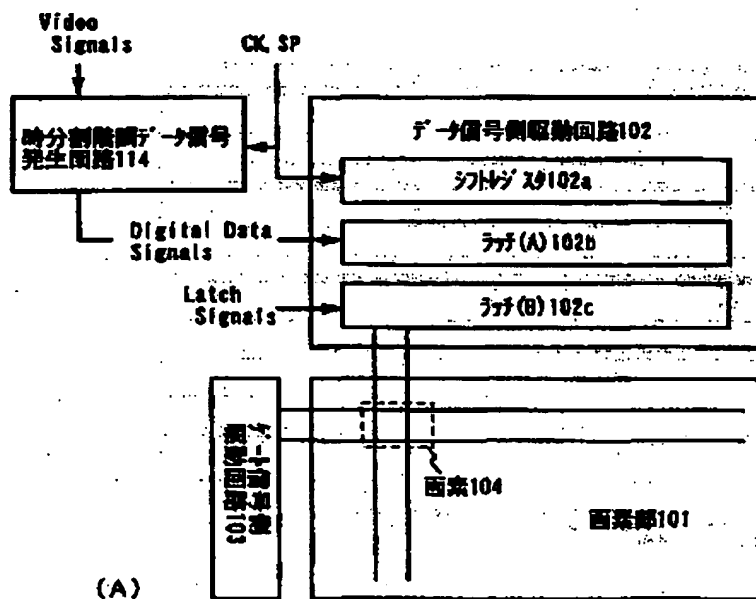 Video
Signals
CK, SP
時分割階調データ信号
発生回路114
データ信号側駆動回路102
シフトレジスタ102a
Digital Data
Signals
ラッチ(A)102b
Latch
Signals
ラッチ(B)102c
ゲート信号側
駆動回路103
画素104
画素部101
(A)